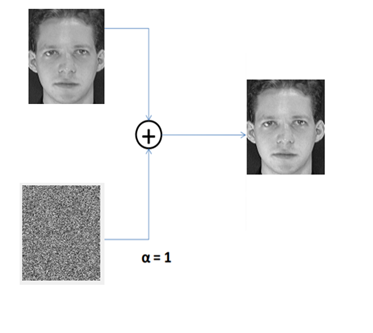 +
α = 1